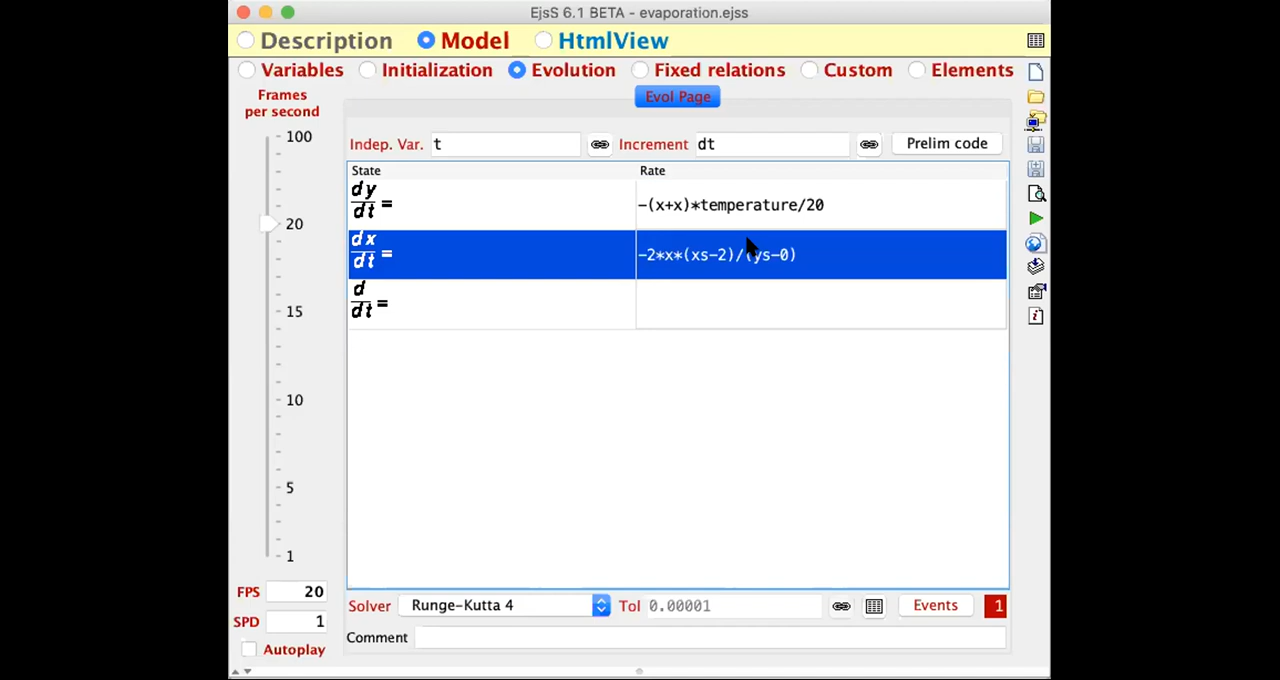 EjsS 6.1 BETA - evaporation.ejss
Description Model HtmlView
Variables Initialization Evolution Fixed relations Custom Elements
Frames
per second
Evol Page
100
Indep. Var. t Increment dt Prelim code
State Rate
dy
dt = -(x+x)*temperature/20
20
dx
dt = -2*x*(xs-2)/(ys-0)
d
dt =
15
10
5
1
FPS 20
Solver Runge-Kutta 4 Tol 0.00001 Events 1
SPD 1
Comment
Autoplay